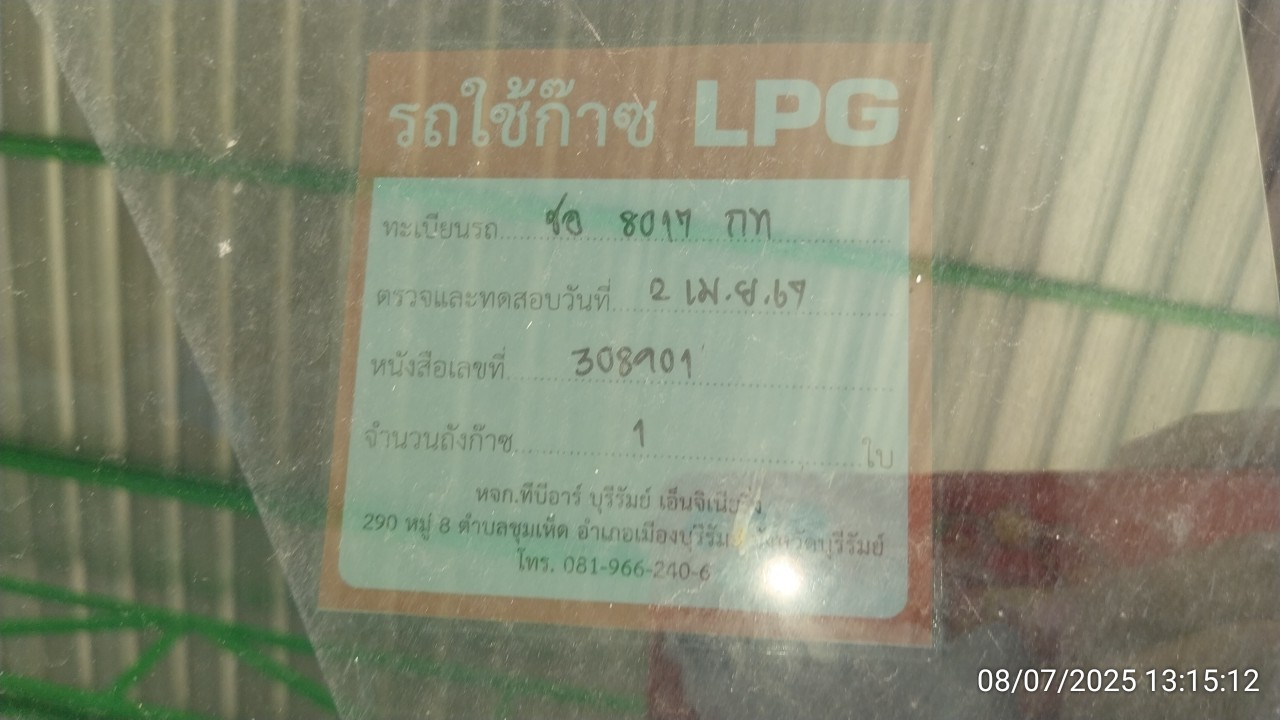 รถใช้ก๊าซ LPG
ทะเบียนรถ ชอ 8017 กท
ตรวจและทดสอบวันที่ 2 เม.ย.67
หนังสือเลขที่ 308901
จำนวนถังก๊าซ 1 ใบ
หจก.ทีบีอาร์ บุรีรัมย์ เอ็นจิเนียริ่ง
290 หมู่ 8 ตำบลชุมเห็ด อำเภอเมืองบุรีรัมย์ จังหวัดบุรีรัมย์
โทร. 081-966-240-6
08/07/2025 13:15:12